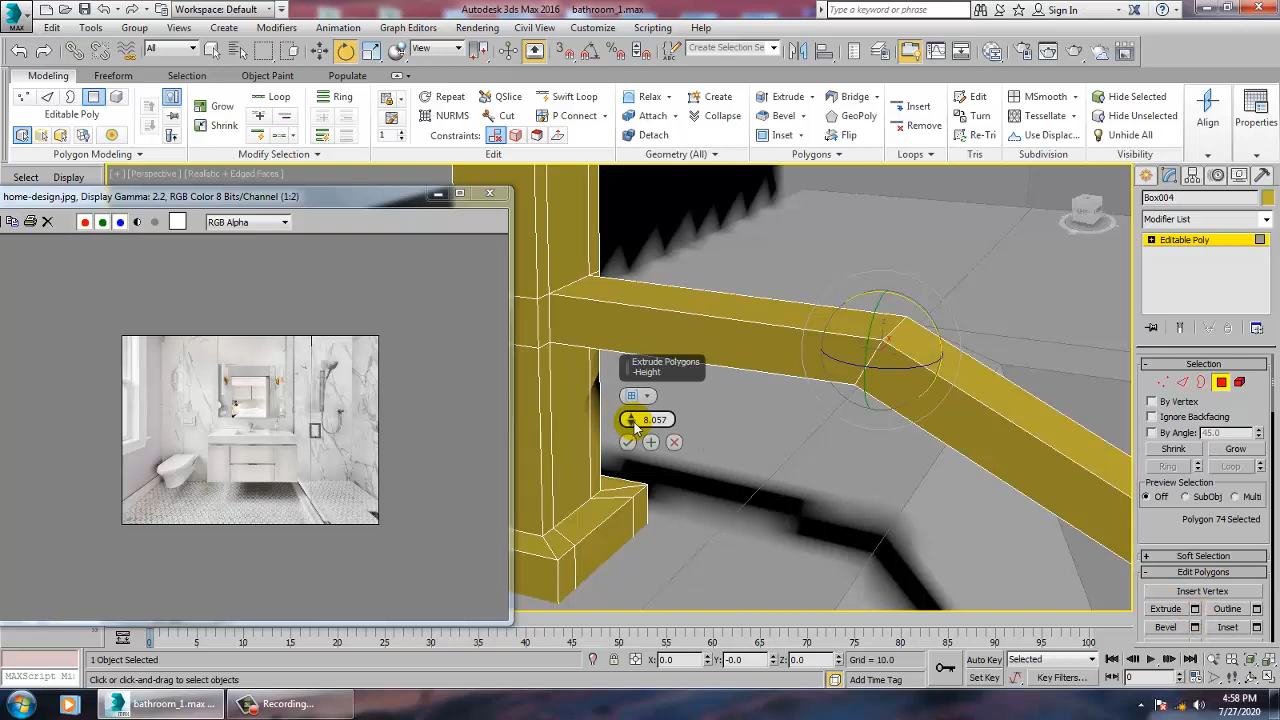 Workspace: Default
Autodesk 3ds Max 2016
bathroom_1.max
Type a keyword or phrase
Sign In
MAX
Edit
Tools
Group
Views
Create
Modifiers
Animation
Graph Editors
Rendering
Civil View
Customize
Scripting
Help
All
View
Create Selection Se
Modeling
Freeform
Selection
Object Paint
Populate
Editable Poly
Polygon Modeling
Grow
Shrink
Loop
Ring
Modify Selection
Repeat
QSlice
Swift Loop
NURMS
Cut
P Connect
Constraints:
1
Edit
Relax
Create
Attach
Collapse
Detach
Geometry (All)
Extrude
Bridge
Bevel
GeoPoly
Inset
Flip
Polygons
Insert
Remove
Loops
Edit
Turn
Re-Tri
Tris
MSmooth
Tessellate
Use Displac...
Subdivision
Hide Selected
Hide Unselected
Unhide All
Visibility
Align
Properties
Select
Display
[ + ] [Perspective] [Realistic + Edged Faces]
home-design.jpg, Display Gamma: 2.2, RGB Color 8 Bits/Channel (1:2)
RGB Alpha
Extrude Polygons
-Height
8.057
Box004
Modifier List
Editable Poly
Selection
By Vertex
Ignore Backfacing
By Angle: 45.0
Shrink
Grow
Ring
Loop
Preview Selection
Off
SubObj
Multi
Polygon 74 Selected
Soft Selection
Edit Polygons
Insert Vertex
Extrude
Outline
Bevel
Inset
0 5 10 15 20 25 30 35 40 45 50 55 60 65 70 75 80 85 90 95 100
1 Object Selected
X: 0.0
Y: -0.0
Z: 0.0
Grid = 10.0
Auto Key
Selected
MAXScript Mi:
Click or click-and-drag to select objects
Add Time Tag
Set Key
Key Filters...
0
bathroom_1.max ...
Recording...
4:58 PM
7/27/2020